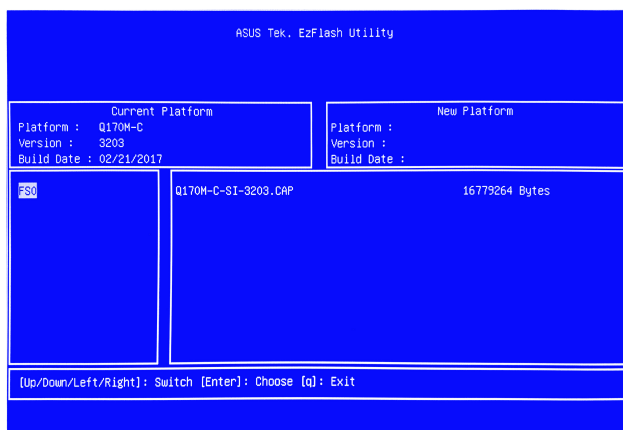 ASUS Tek. EzFlash Utility
Current Platform
Platform : Q170M-C
Version : 3203
Build Date : 02/21/2017
New Platform
Platform :
Version :
Build Date :
FS0
Q170M-C-SI-3203.CAP 16779264 Bytes
[Up/Down/Left/Right]: Switch [Enter]: Choose [q]: Exit